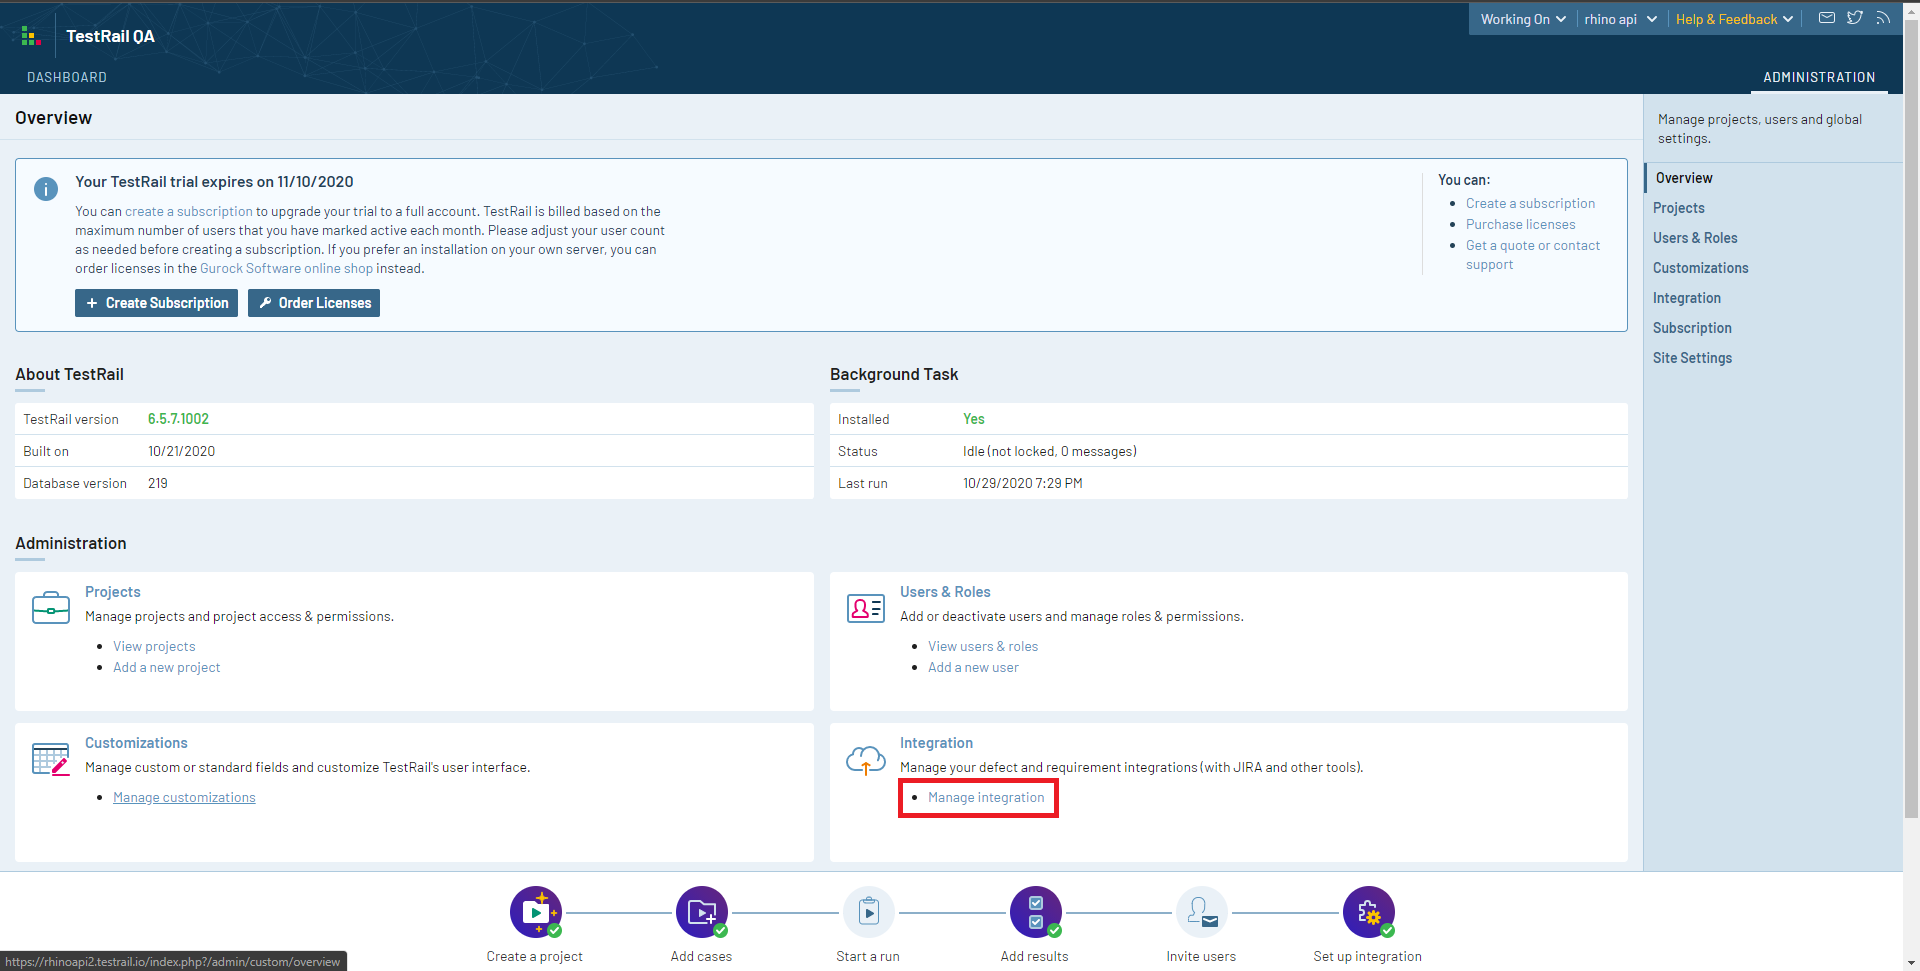 TestRail QA
Working On
rhino api
Help & Feedback
DASHBOARD
ADMINISTRATION
Overview
Your TestRail trial expires on 11/10/2020
You can create a subscription to upgrade your trial to a full account. TestRail is billed based on the
maximum number of users that you have marked active each month. Please adjust your user count
as needed before creating a subscription. If you prefer an installation on your own server, you can
order licenses in the Gurock Software online shop instead.
+ Create Subscription
Order Licenses
You can:
Create a subscription
Purchase licenses
Get a quote or contact
support
About TestRail
TestRail version 6.5.7.1002
Built on 10/21/2020
Database version 219
Background Task
Installed Yes
Status Idle (not locked, 0 messages)
Last run 10/29/2020 7:29 PM
Administration
Projects
Manage projects and project access & permissions.
View projects
Add a new project
Users & Roles
Add or deactivate users and manage roles & permissions.
View users & roles
Add a new user
Customizations
Manage custom or standard fields and customize TestRail's user interface.
Manage customizations
Integration
Manage your defect and requirement integrations (with JIRA and other tools).
Manage integration
Manage projects, users and global
settings.
Overview
Projects
Users & Roles
Customizations
Integration
Subscription
Site Settings
Create a project
Add cases
Start a run
Add results
Invite users
Set up integration
https://rhinoapi2.testrail.io/index.php?/admin/custom/overview